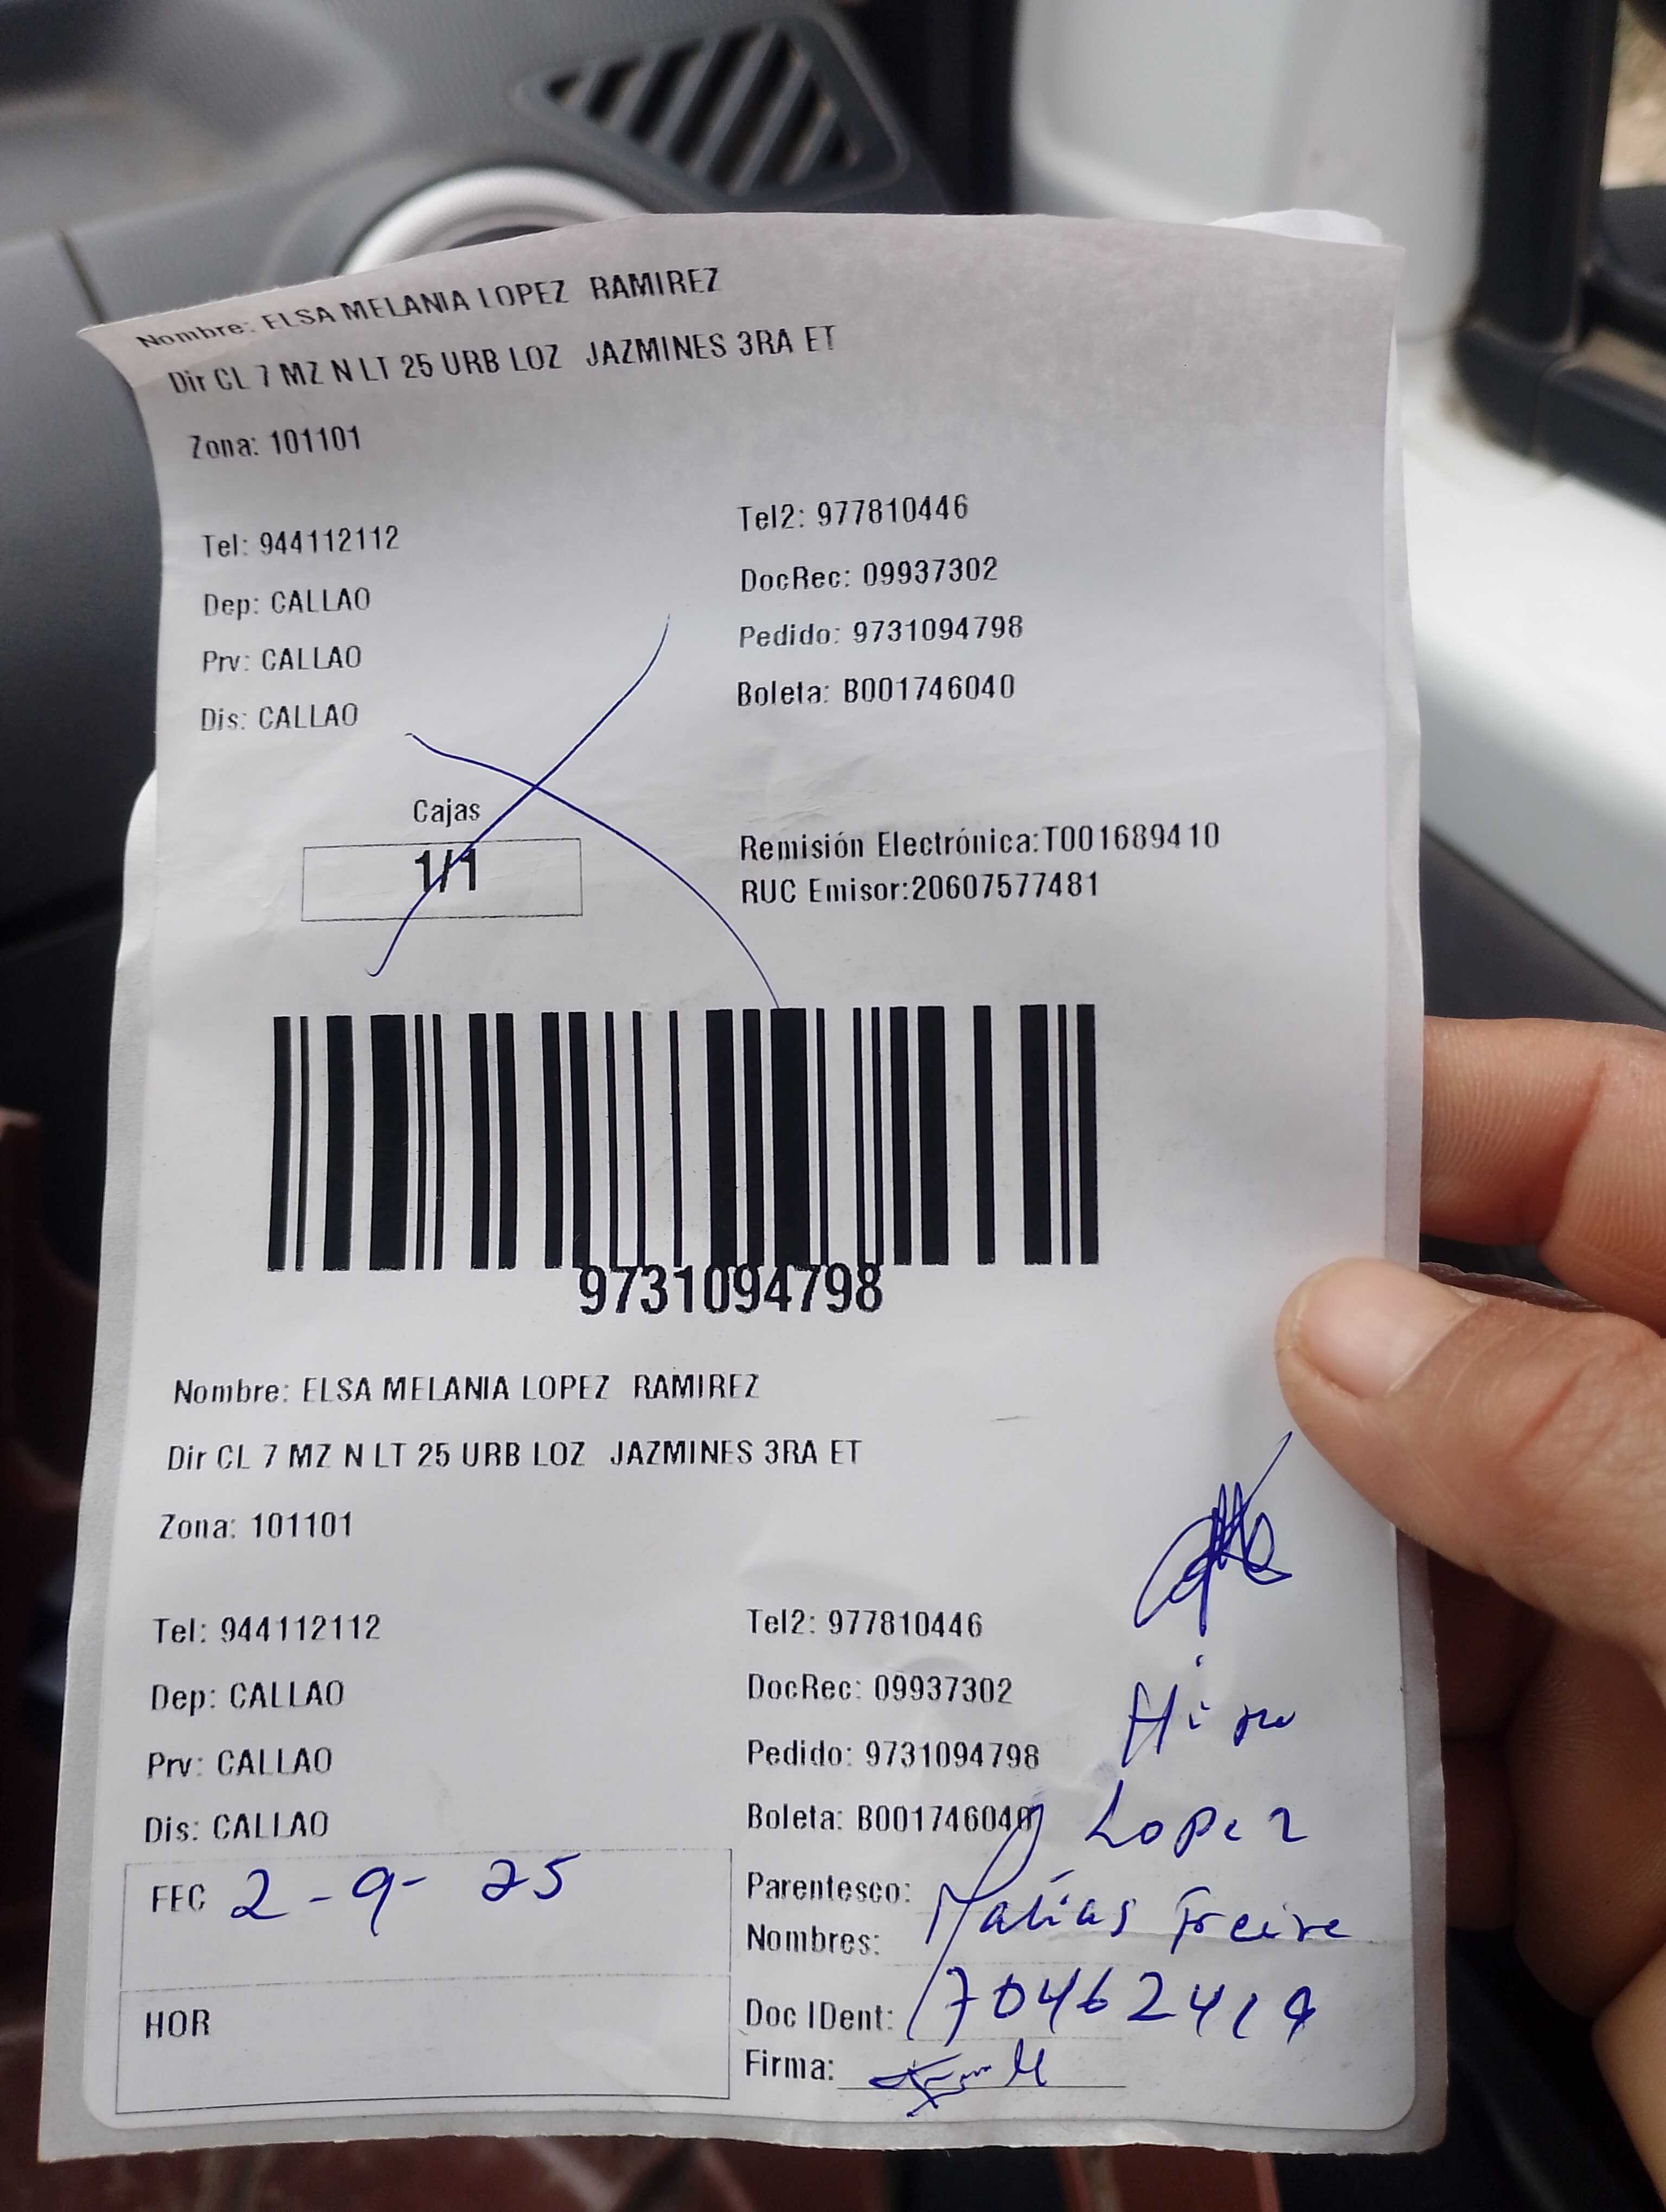 Nombre: ELSA MELANIA LOPEZ RAMIREZ
Dir CL 7 MZ N LT 25 URB LOZ JAZMINES 3RA ET
Zona: 101101
Tel: 944112112
Tel2: 977810446
Dep: CALLAO
DocRec: 09937302
Prv: CALLAO
Pedido: 9731094798
Dis: CALLAO
Boleta: B001746040
Cajas
1/1
Remisión Electrónica:T001689410
RUC Emisor:20607577481
9731094798
Nombre: ELSA MELANIA LOPEZ RAMIREZ
Dir CL 7 MZ N LT 25 URB LOZ JAZMINES 3RA ET
Zona: 101101
Tel: 944112112
Tel2: 977810446
Dep: CALLAO
DocRec: 09937302
Prv: CALLAO
Pedido: 9731094798
Dis: CALLAO
Boleta: B001746040
Lopez
FEC 2-9-25
Parentesco:
Nombres: Matías Freire
HOR
Doc IDent: 70462419
Firma: